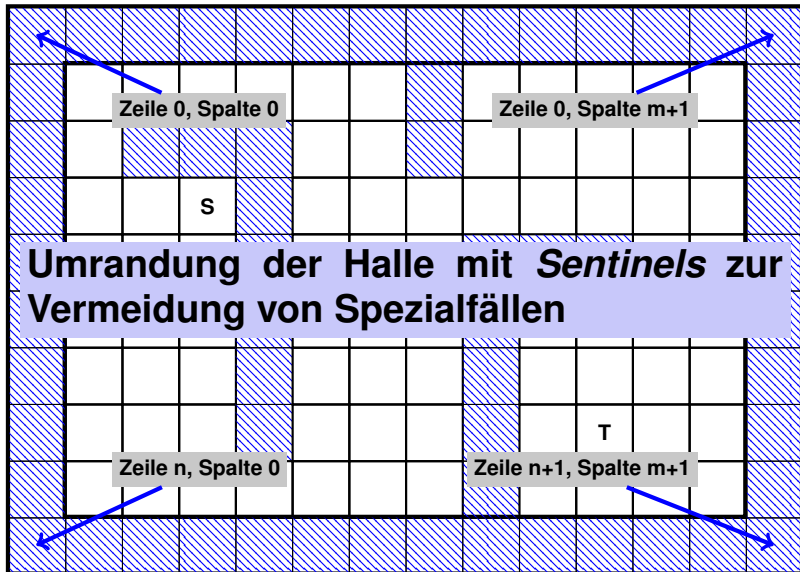 Zeile 0, Spalte 0
Zeile 0, Spalte m+1
S
Umrandung der Halle mit Sentinels zur
Vermeidung von Spezialfällen
T
Zeile n, Spalte 0
Zeile n+1, Spalte m+1